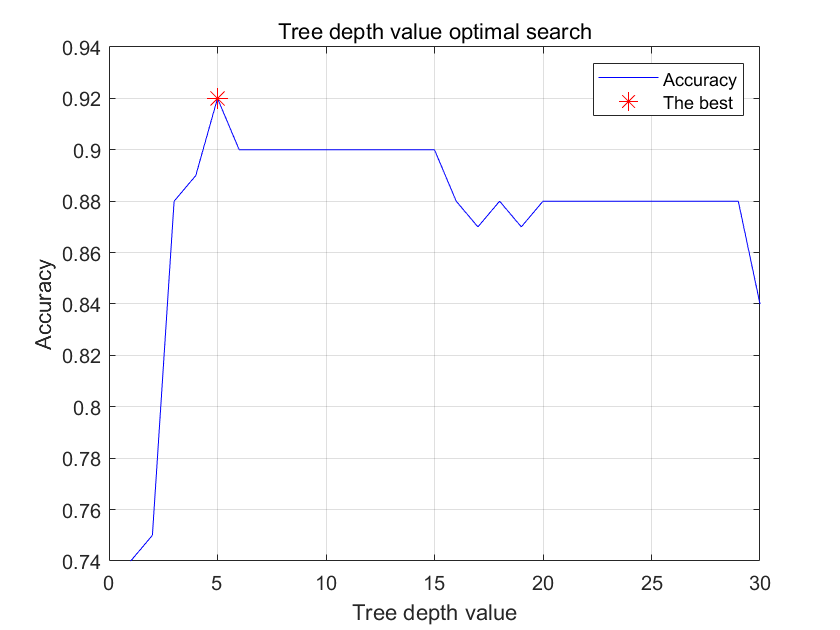 Tree depth value optimal search
0.94
0.92
0.9
0.88
0.86
0.84
0.82
0.8
0.78
0.76
0.74
Accuracy
Accuracy
The best
0 5 10 15 20 25 30
Tree depth value